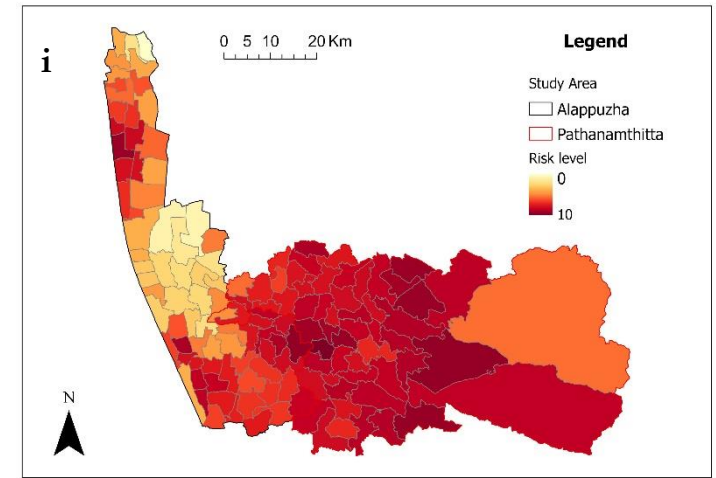 i
0 5 10 20 Km
Legend
Study Area
Alappuzha
Pathanamthitta
Risk level
0
10
N